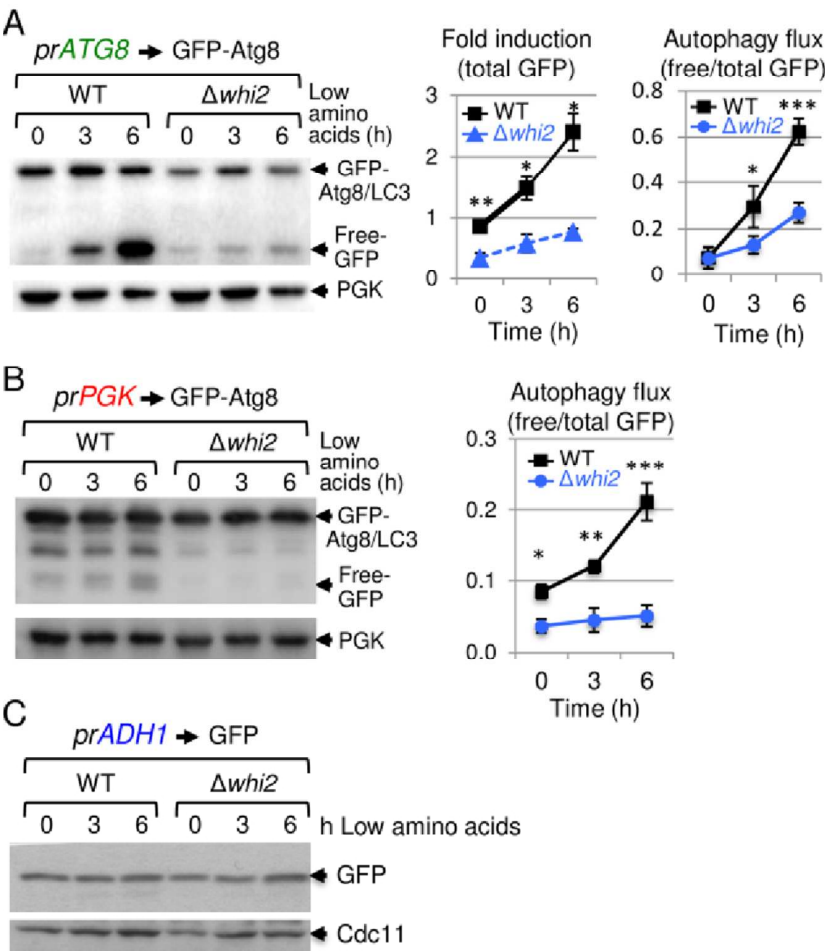 A
prATG8 → GFP-Atg8
WT Δwhi2 Low amino acids (h)
0 3 6 0 3 6
GFP-Atg8/LC3
Free-GFP
PGK
Fold induction
(total GFP)
3
2
1
0
WT
Δwhi2
** * *
0 3 6
Time (h)
Autophagy flux
(free/total GFP)
0.8
0.6
0.4
0.2
0
WT
Δwhi2
* ***
0 3 6
Time (h)
B
prPGK → GFP-Atg8
WT Δwhi2 Low amino acids (h)
0 3 6 0 3 6
GFP-Atg8/LC3
Free-GFP
PGK
Autophagy flux
(free/total GFP)
0.3
0.2
0.1
0.0
WT
Δwhi2
* ** ***
0 3 6
Time (h)
C
prADH1 → GFP
WT Δwhi2
0 3 6 0 3 6 h Low amino acids
GFP
Cdc11